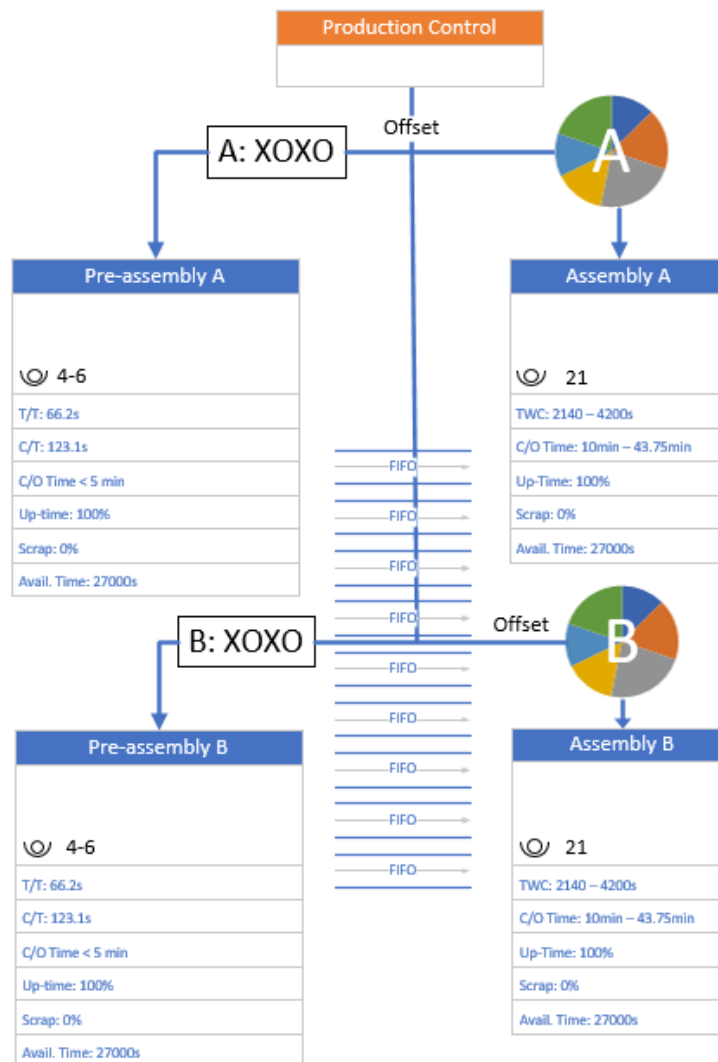 Production Control
Offset
A: XOXO
A
Pre-assembly A
4-6
T/T: 66.2s
C/T: 123.1s
C/O Time < 5 min
Up-time: 100%
Scrap: 0%
Avail. Time: 27000s
Assembly A
21
TWC: 2140 – 4200s
C/O Time: 10min – 43.75min
Up-Time: 100%
Scrap: 0%
Avail. Time: 27000s
FIFO
FIFO
FIFO
FIFO
FIFO
FIFO
FIFO
FIFO
FIFO
B: XOXO
Offset
B
Pre-assembly B
4-6
T/T: 66.2s
C/T: 123.1s
C/O Time < 5 min
Up-time: 100%
Scrap: 0%
Avail. Time: 27000s
Assembly B
21
TWC: 2140 – 4200s
C/O Time: 10min – 43.75min
Up-Time: 100%
Scrap: 0%
Avail. Time: 27000s